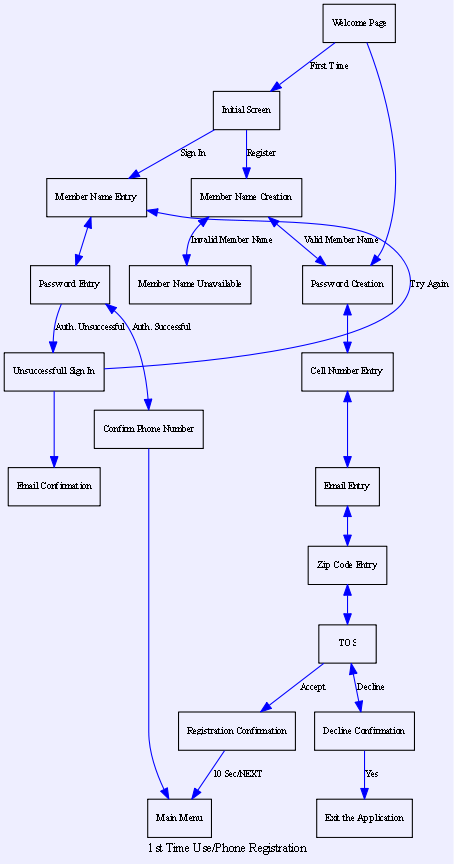 Welcome Page
First Time
Initial Screen
Sign In
Register
Member Name Entry
Member Name Creation
Invalid Member Name
Valid Member Name
Password Entry
Member Name Unavailable
Password Creation
Try Again
Auth. Unsuccessful
Auth. Successful
Unsuccessfull Sign In
Cell Number Entry
Confirm Phone Number
Email Confirmation
Email Entry
Zip Code Entry
TOS
Accept
Decline
Registration Confirmation
Decline Confirmation
10 Sec/NEXT
Yes
Main Menu
Exit the Application
1st Time Use/Phone Registration